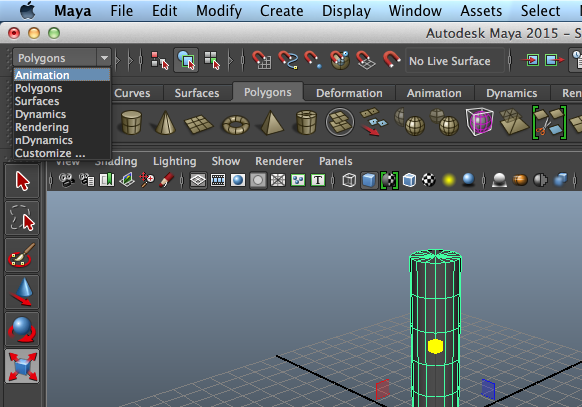 Maya File Edit Modify Create Display Window Assets Select
Autodesk Maya 2015 - S
Polygons
No Live Surface
Animation
Polygons
Surfaces
Dynamics
Rendering
nDynamics
Customize ...
Curves Surfaces Polygons Deformation Animation Dynamics Ren
View Shading Lighting Show Renderer Panels
T